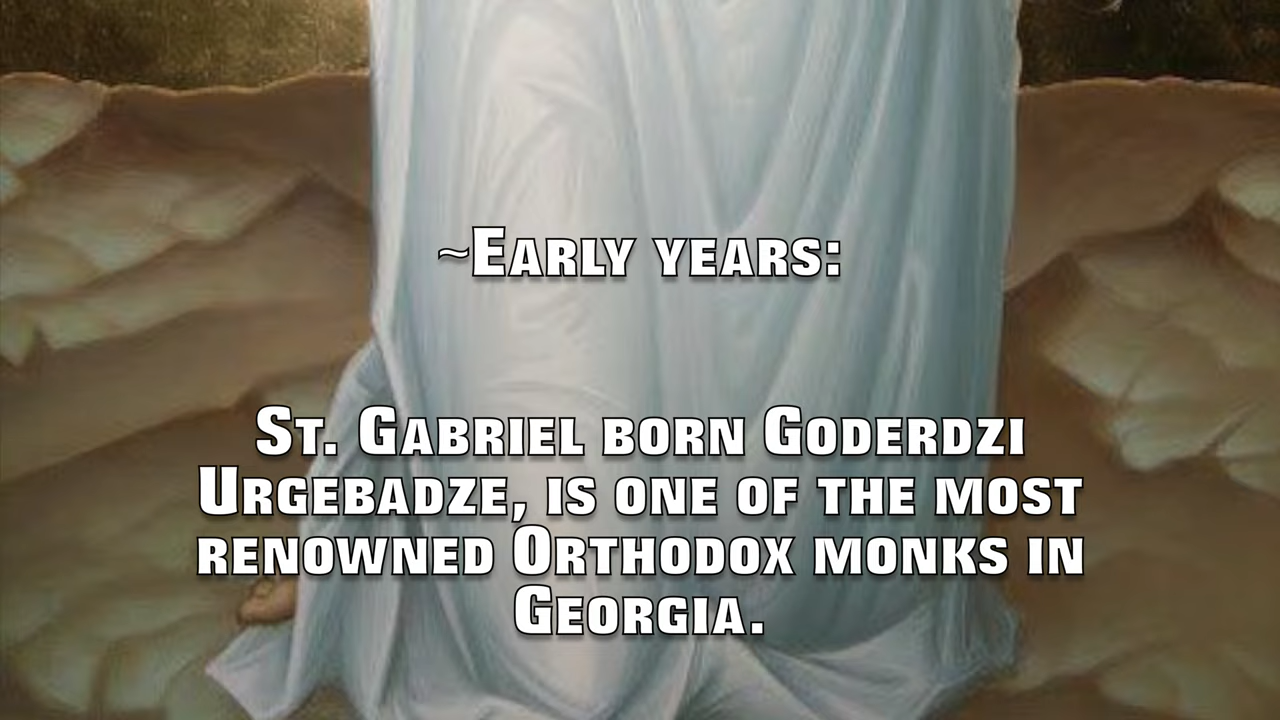 ~Early years:
St. Gabriel born Goderdzi
Urgebadze, is one of the most
renowned Orthodox monks in
Georgia.